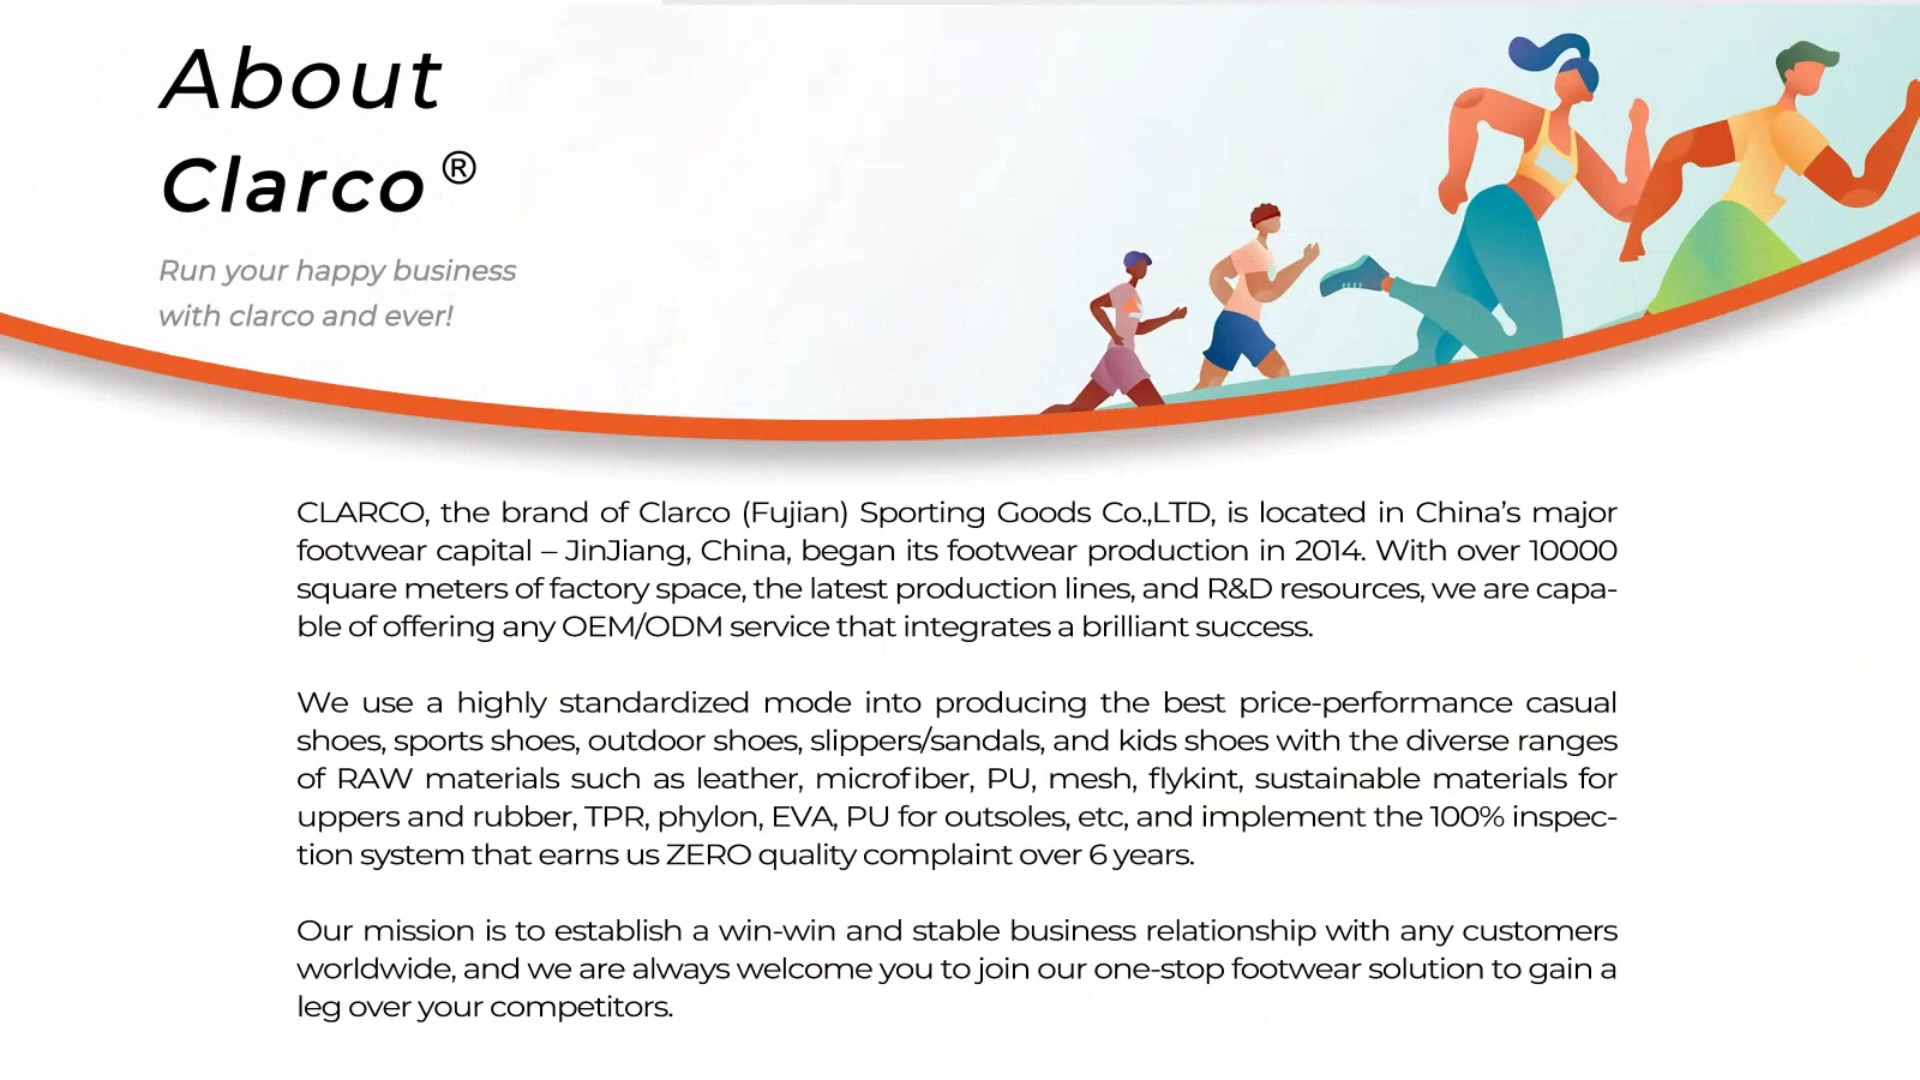 About
Clarco®
Run your happy business
with clarco and ever!
CLARCO, the brand of Clarco (Fujian) Sporting Goods Co.,LTD, is located in China's major
footwear capital – JinJiang, China, began its footwear production in 2014. With over 10000
square meters of factory space, the latest production lines, and R&D resources, we are capa-
ble of offering any OEM/ODM service that integrates a brilliant success.
We use a highly standardized mode into producing the best price-performance casual
shoes, sports shoes, outdoor shoes, slippers/sandals, and kids shoes with the diverse ranges
of RAW materials such as leather, microfiber, PU, mesh, flykint, sustainable materials for
uppers and rubber, TPR, phylon, EVA, PU for outsoles, etc, and implement the 100% inspec-
tion system that earns us ZERO quality complaint over 6 years.
Our mission is to establish a win-win and stable business relationship with any customers
worldwide, and we are always welcome you to join our one-stop footwear solution to gain a
leg over your competitors.